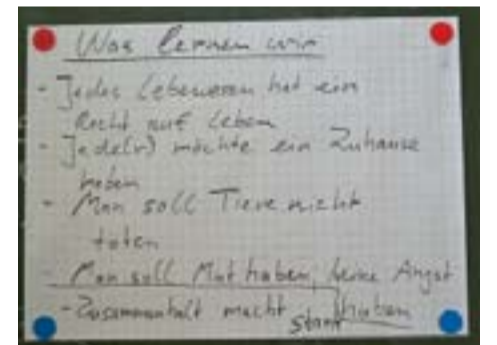 Was lernen wir
- Jedes Lebewesen hat ein
Recht auf Leben
- Jede(r) möchte ein Zuhause
haben
- Man soll Tiere nicht
töten
- Man soll Mut haben, keine Angst
haben
- Zusammenhalt macht stark